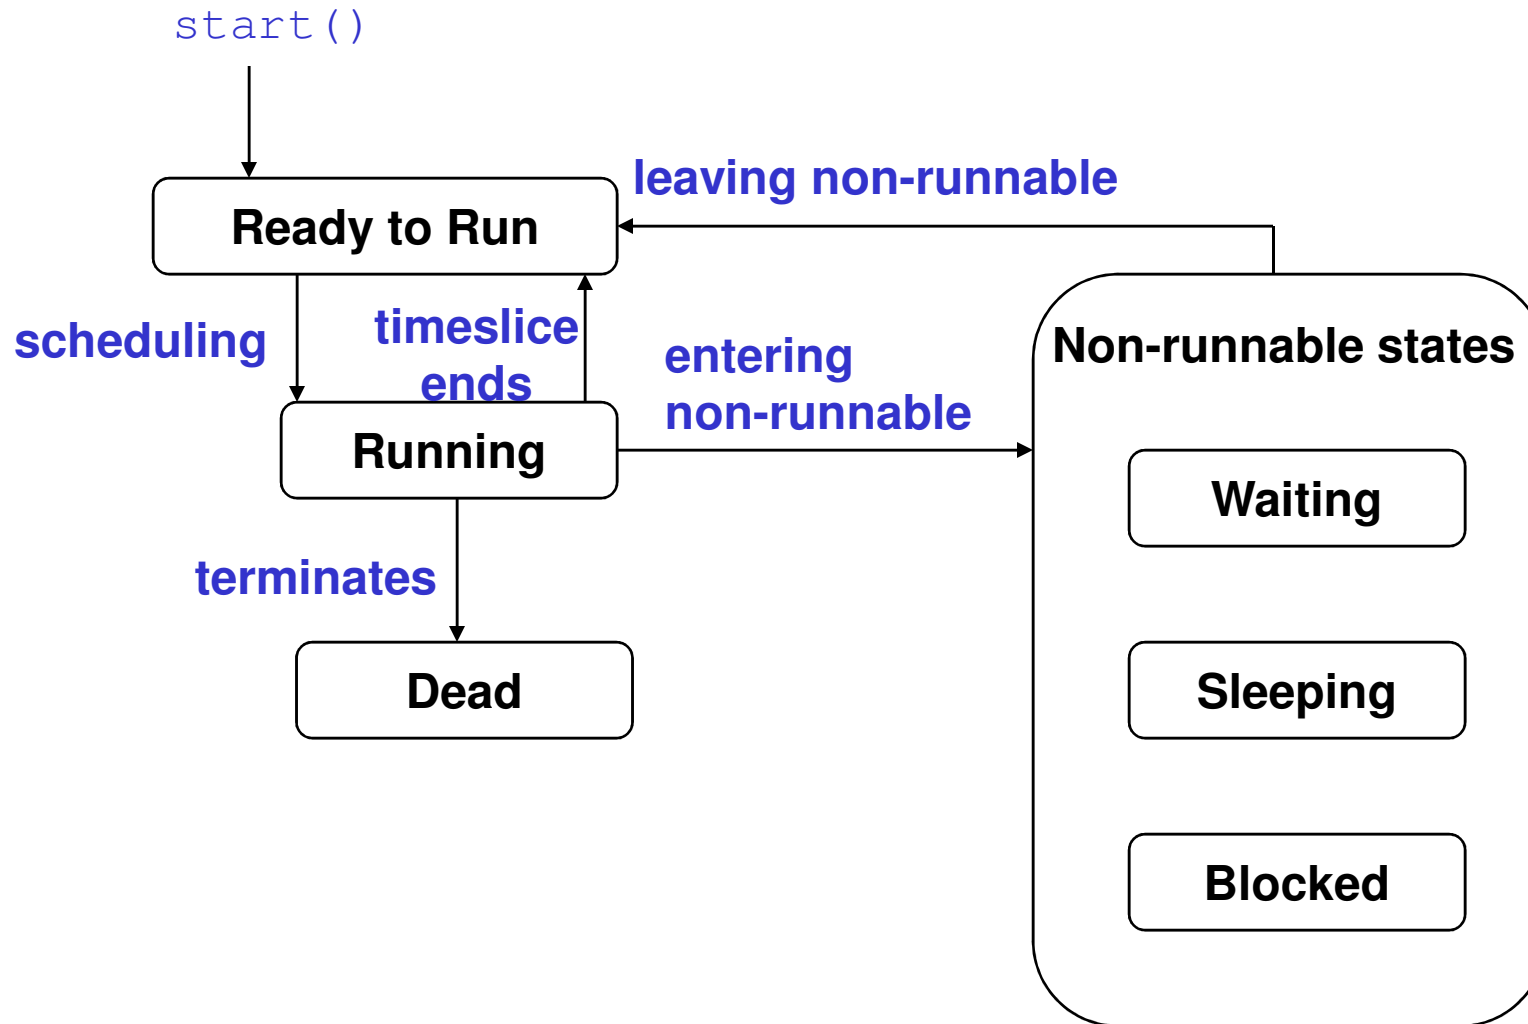 start()
leaving non-runnable
Ready to Run
scheduling
timeslice
ends
entering
non-runnable
Non-runnable states
Running
Waiting
terminates
Dead
Sleeping
Blocked